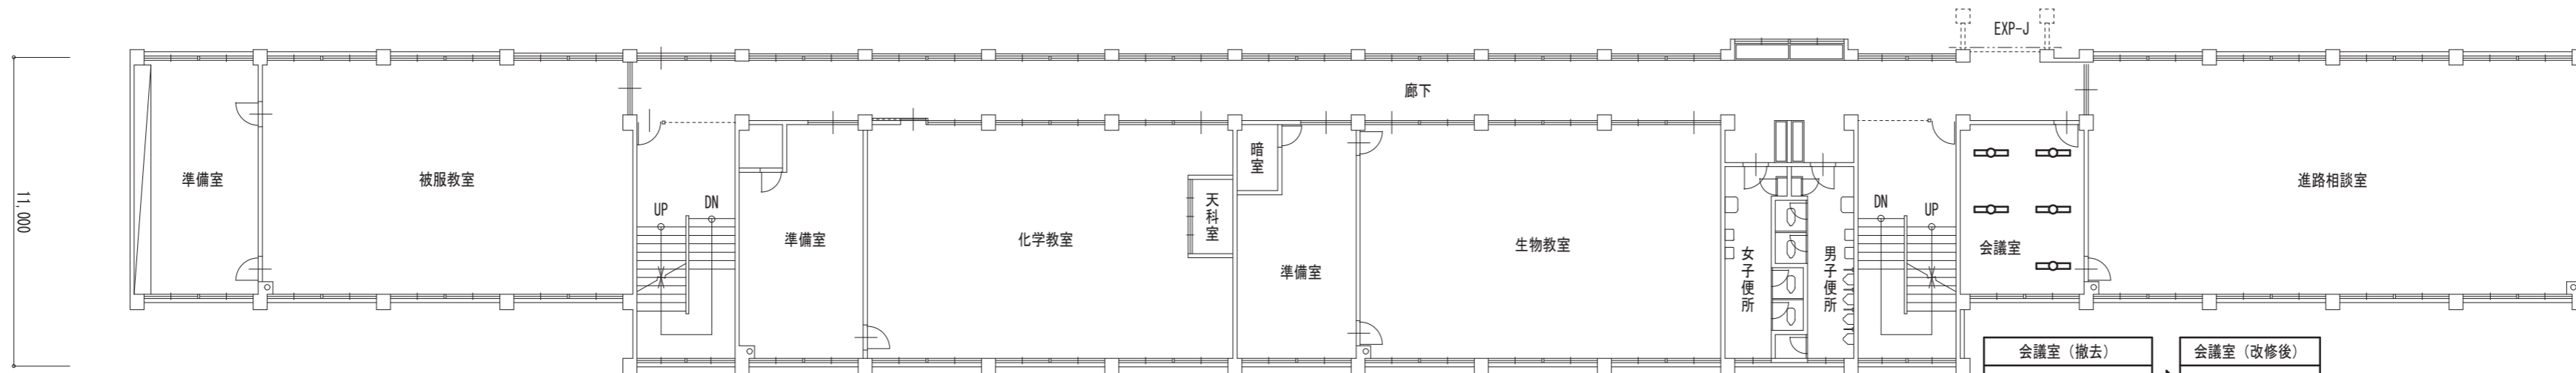 EXP-J
廊下
11,000
準備室
被服教室
UP
DN
準備室
化学教室
天科室
暗室
準備室
生物教室
女子便所
男子便所
DN
UP
会議室
進路相談室
会議室（撤去）
会議室（改修後）